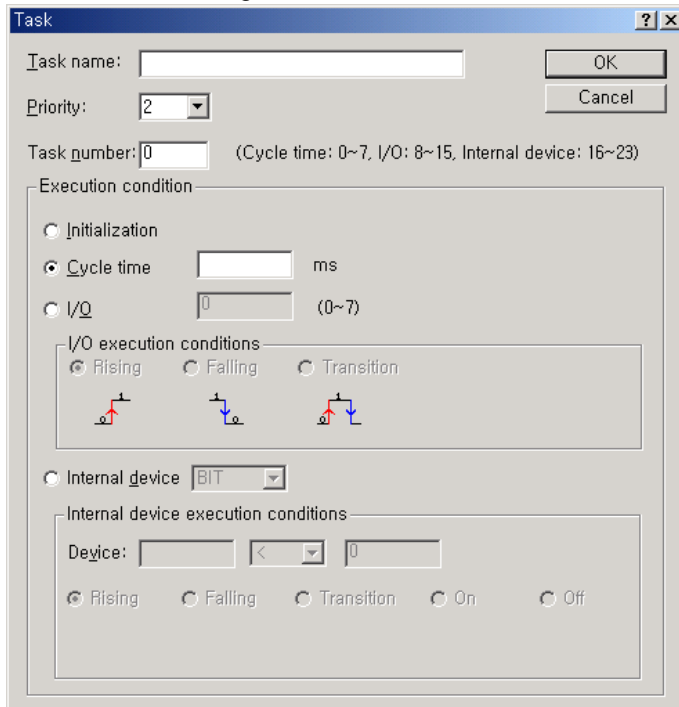 Task
Task name:
OK
Priority: 2
Cancel
Task number: 0 (Cycle time: 0~7, I/O: 8~15, Internal device: 16~23)
Execution condition
Initialization
Cycle time ms
I/O 0 (0~7)
I/O execution conditions
Rising Falling Transition
0 1 1 0 0 1
Internal device BIT
Internal device execution conditions
Device: < 0
Rising Falling Transition On Off